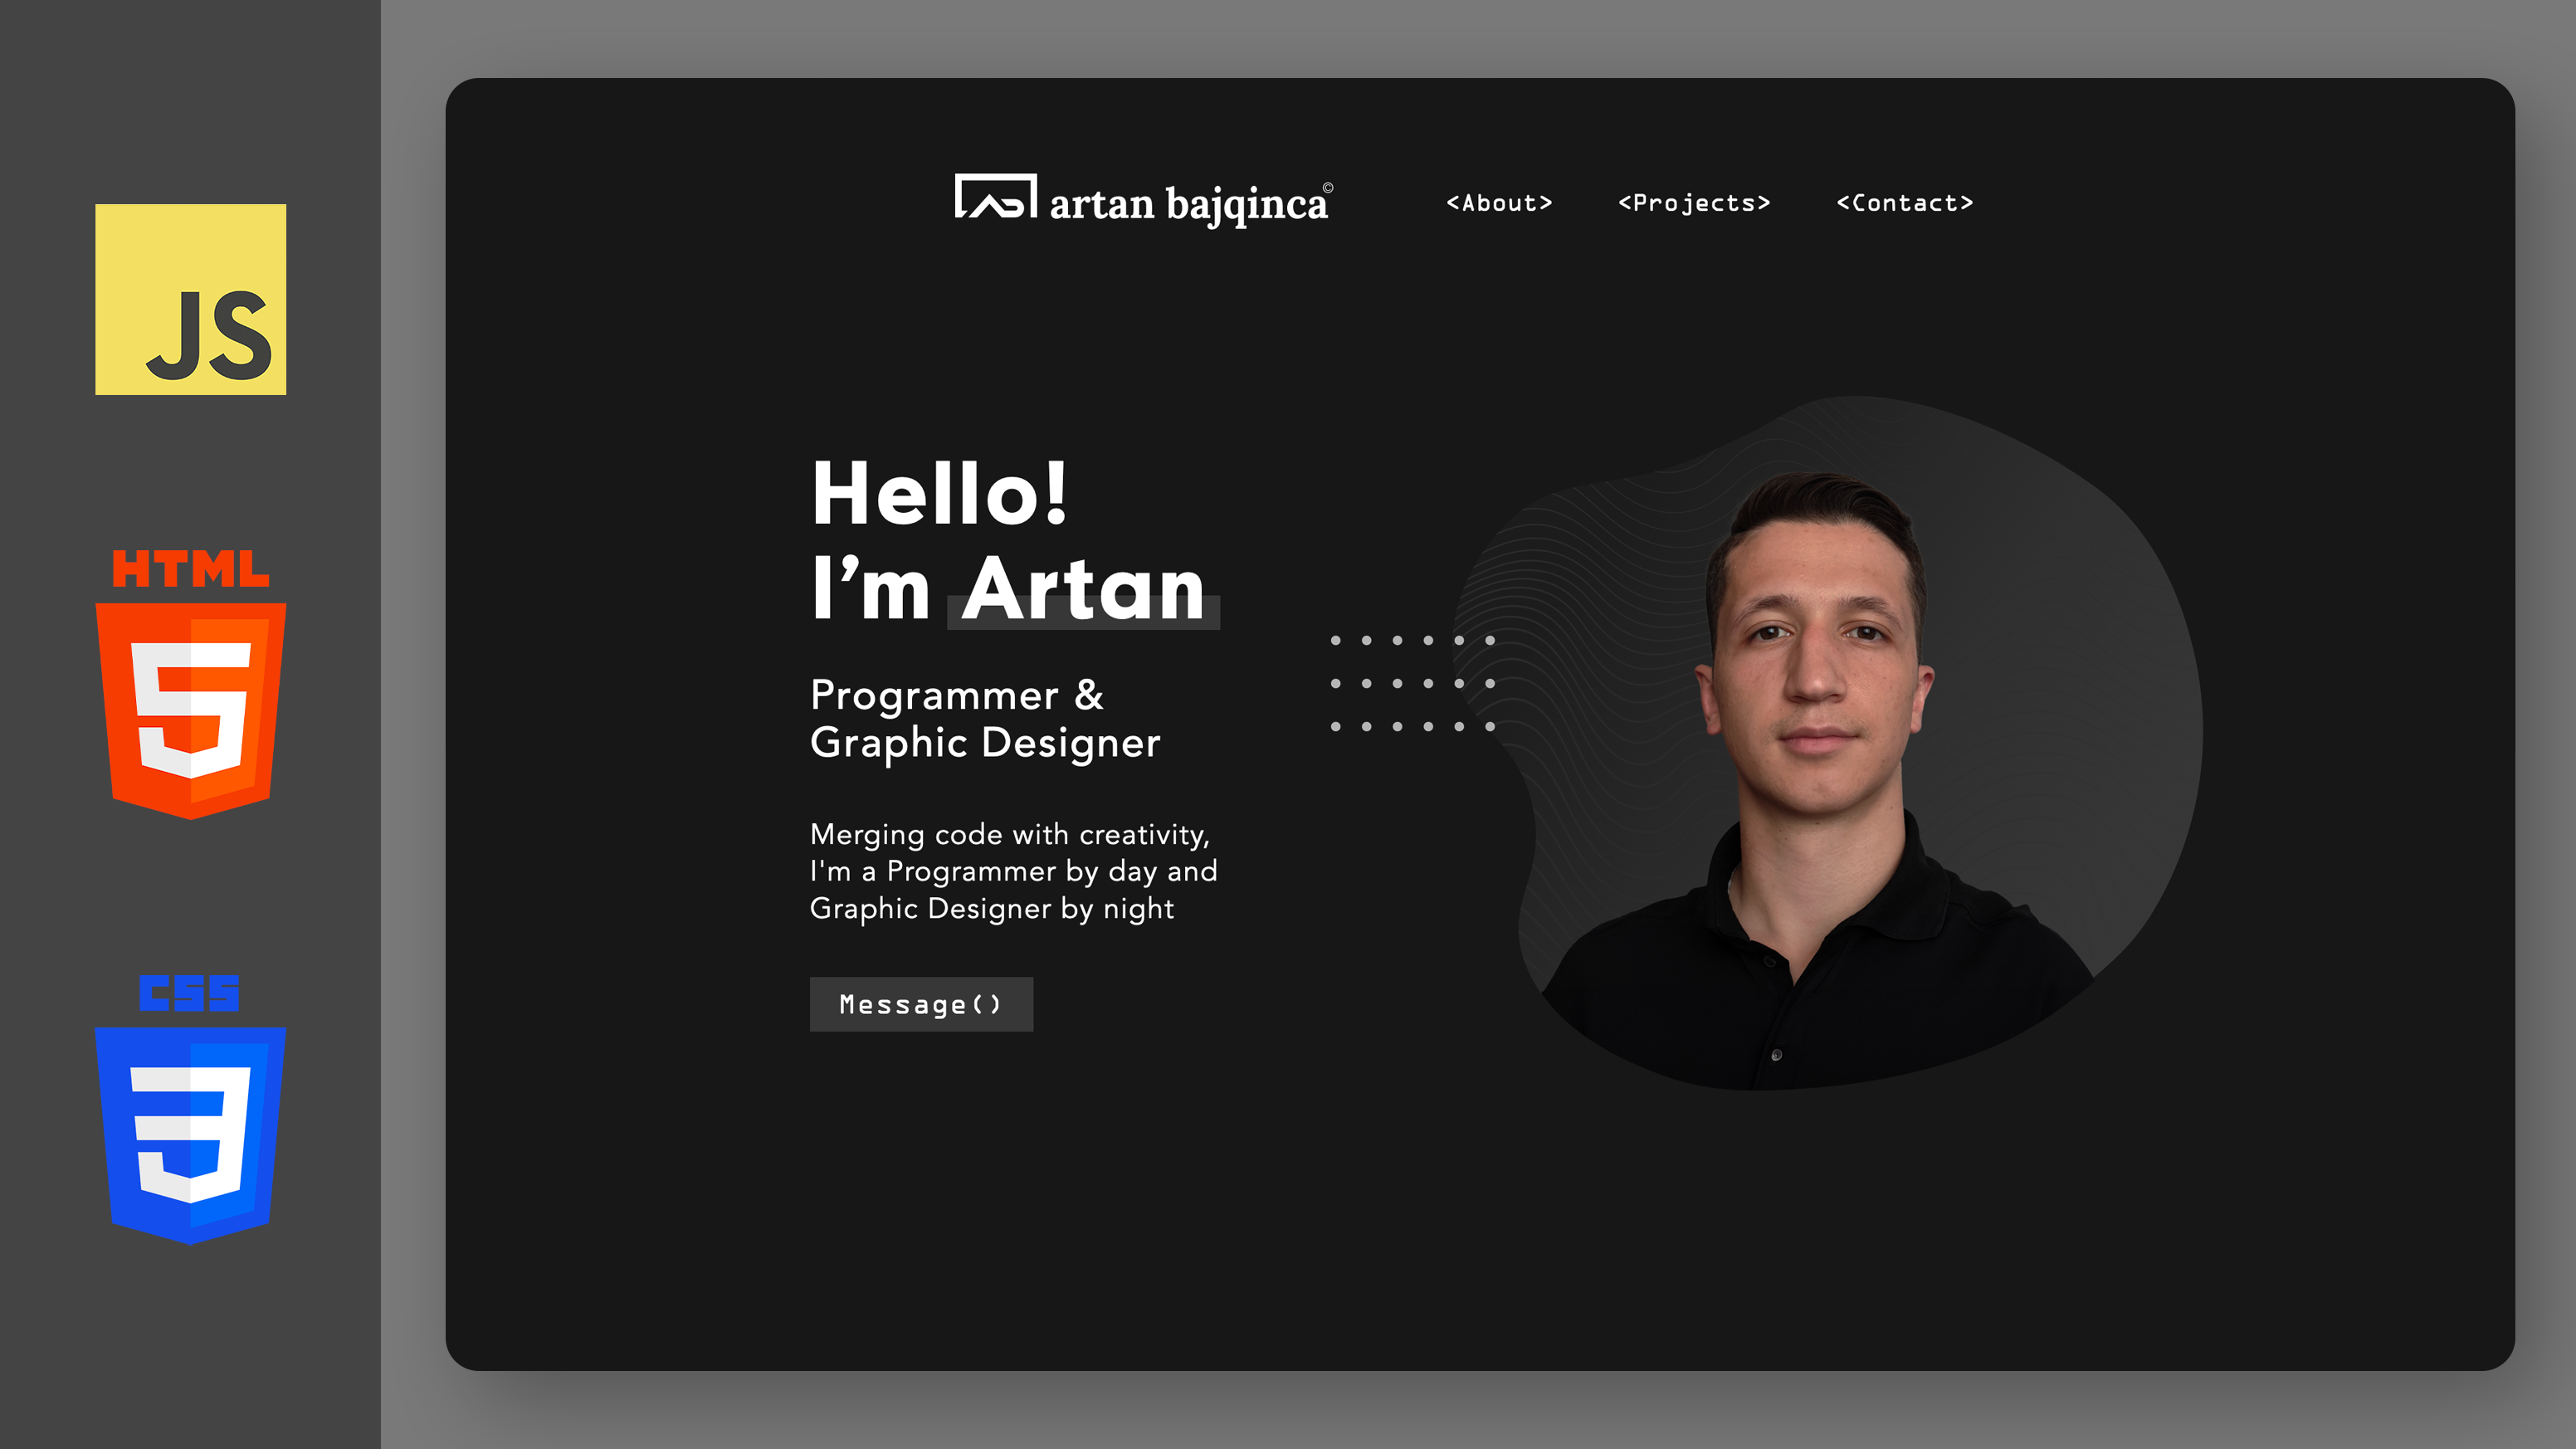 JS
HTML
5
CSS
3
artan bajqinca©
<About> <Projects> <Contact>
Hello!
I’m Artan
Programmer &
Graphic Designer
Merging code with creativity,
I'm a Programmer by day and
Graphic Designer by night
Message()